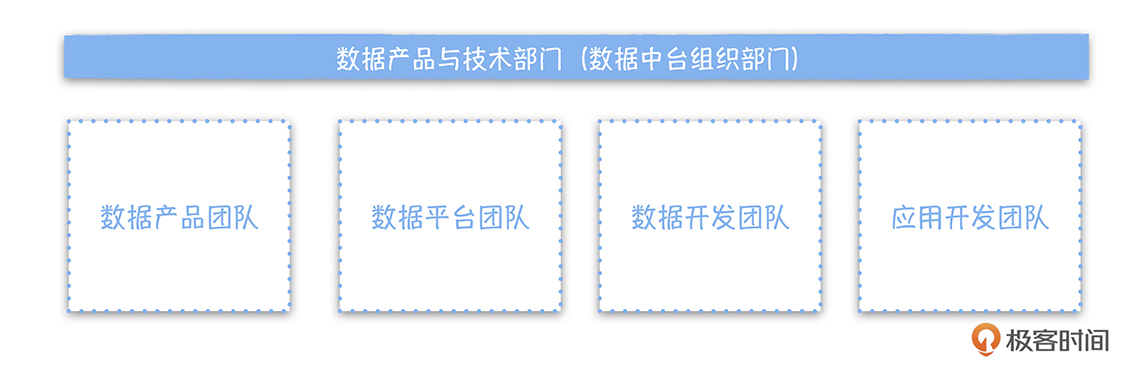 数据产品与技术部门（数据中台组织部门）
数据产品团队
数据平台团队
数据开发团队
应用开发团队
极客时间